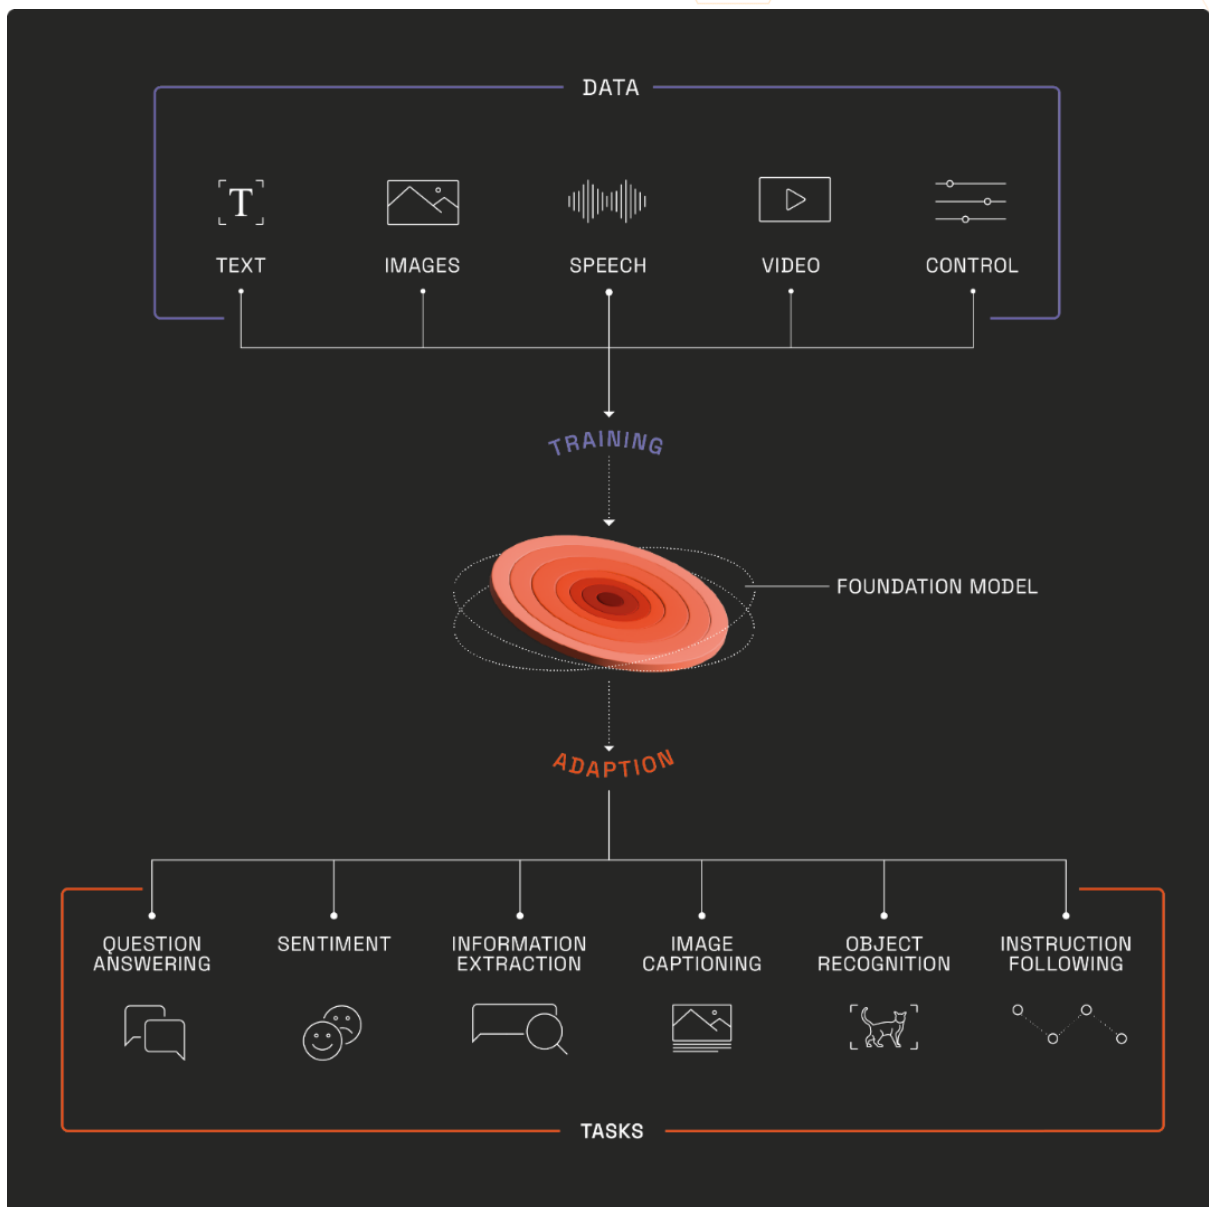 DATA
T
TEXT
IMAGES
SPEECH
VIDEO
CONTROL
TRAINING
FOUNDATION MODEL
ADAPTION
QUESTION
ANSWERING
SENTIMENT
INFORMATION
EXTRACTION
IMAGE
CAPTIONING
OBJECT
RECOGNITION
INSTRUCTION
FOLLOWING
TASKS